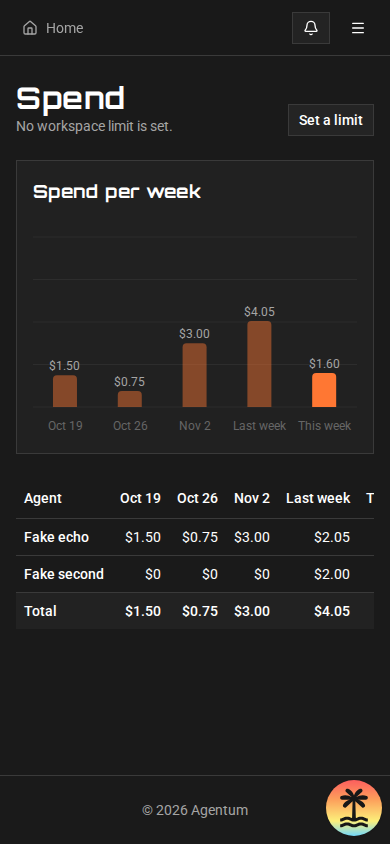 Home
Spend
No workspace limit is set.
Set a limit
Spend per week
$1.50 $0.75 $3.00 $4.05 $1.60
Oct 19 Oct 26 Nov 2 Last week This week
Agent Oct 19 Oct 26 Nov 2 Last week T
Fake echo $1.50 $0.75 $3.00 $2.05
Fake second $0 $0 $0 $2.00
Total $1.50 $0.75 $3.00 $4.05
© 2026 Agentum